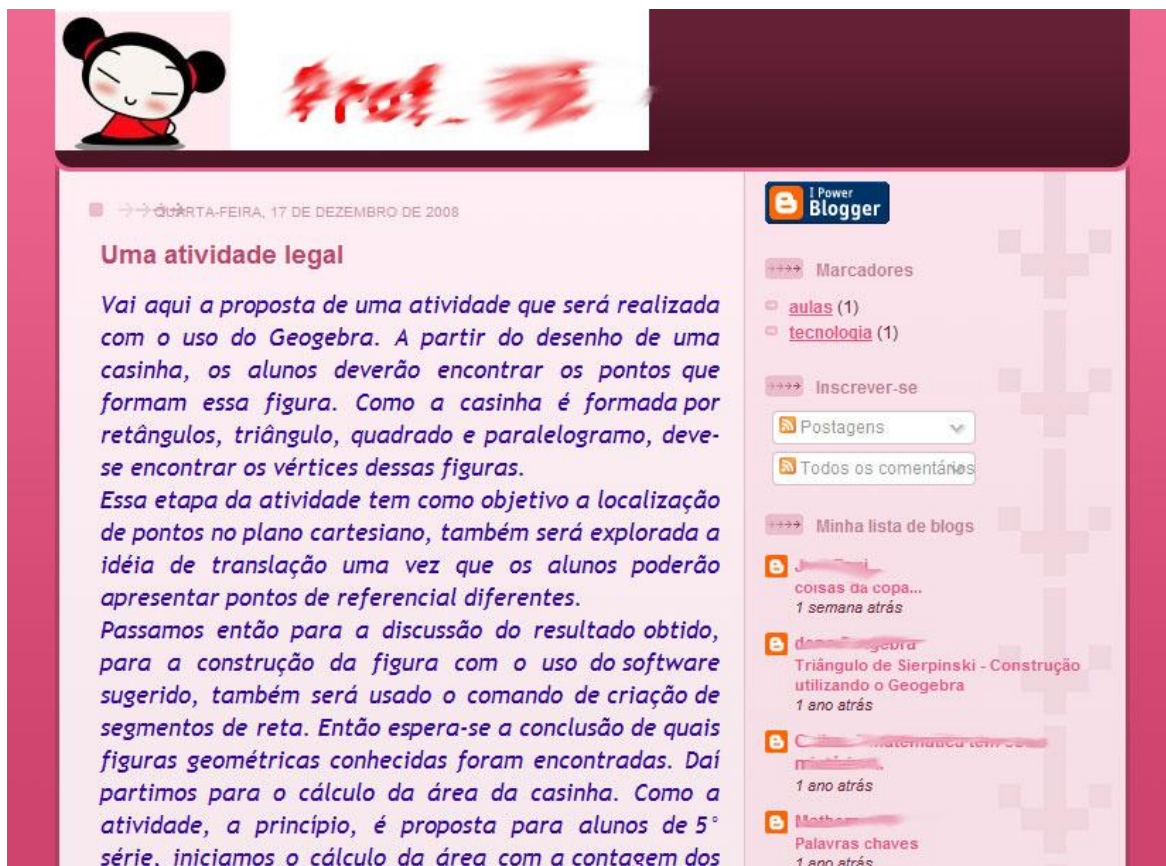 QUARTA-FEIRA, 17 DE DEZEMBRO DE 2008
Uma atividade legal
Vai aqui a proposta de uma atividade que será realizada
com o uso do Geogebra. A partir do desenho de uma
casinha, os alunos deverão encontrar os pontos que
formam essa figura. Como a casinha é formada por
retângulos, triângulo, quadrado e paralelogramo, deve-
se encontrar os vértices dessas figuras.
Essa etapa da atividade tem como objetivo a localização
de pontos no plano cartesiano, também será explorada a
idéia de translação uma vez que os alunos poderão
apresentar pontos de referencial diferentes.
Passamos então para a discussão do resultado obtido,
para a construção da figura com o uso do software
sugerido, também será usado o comando de criação de
segmentos de reta. Então espera-se a conclusão de quais
figuras geométricas conhecidas foram encontradas. Daí
partimos para o cálculo da área da casinha. Como a
atividade, a princípio, é proposta para alunos de 5°
série, iniciamos o cálculo da área com a contagem dos
I Power
Blogger
Marcadores
aulas (1)
tecnologia (1)
Inscrever-se
Postagens
Todos os comentários
Minha lista de blogs
coisas da copa...
1 semana atrás
Triângulo de Sierpinski - Construção
utilizando o Geogebra
1 ano atrás
1 ano atrás
Palavras chaves
1 ano atrás